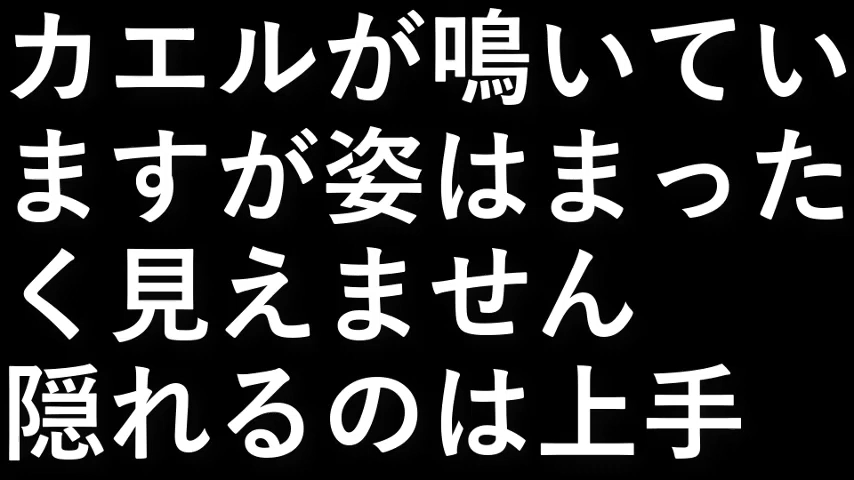 カエルが鳴いてい
ますが姿はまった
く見えません
隠れるのは上手